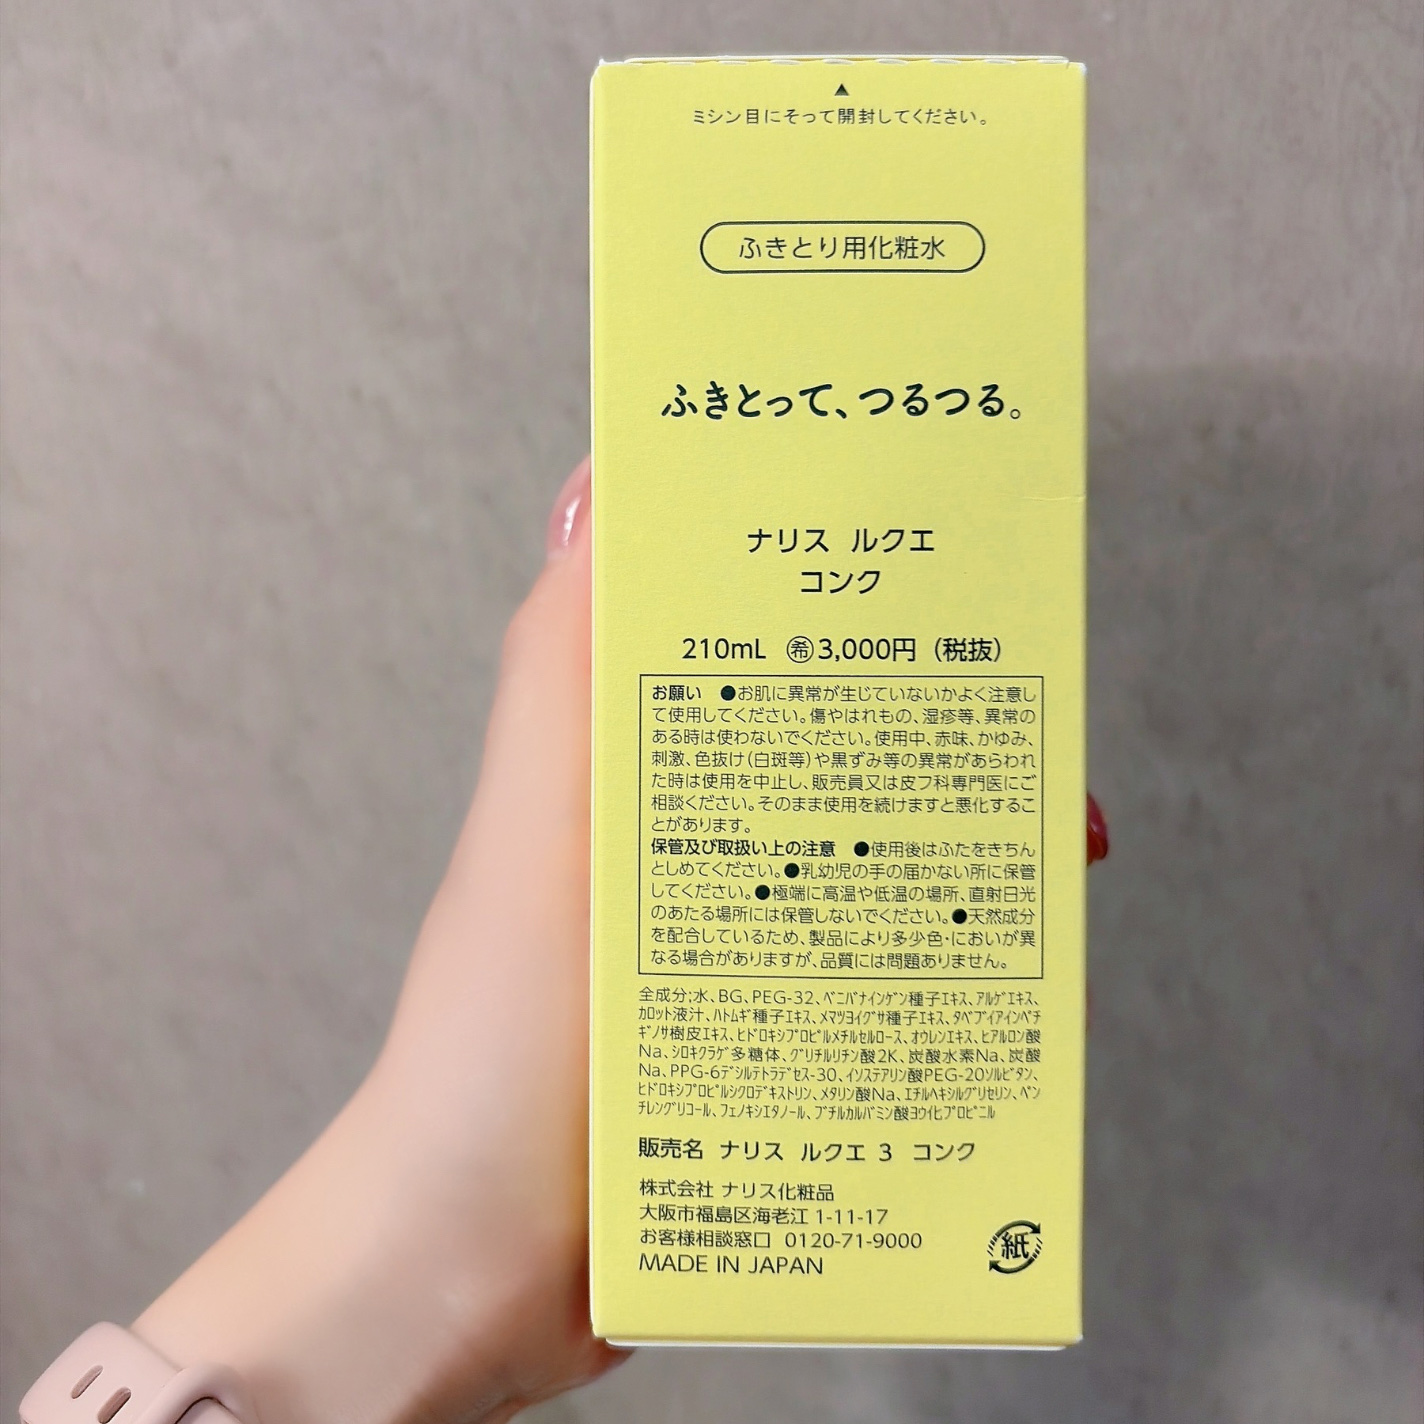 ミシン目にそって開封してください。
ふきとり用化粧水
ふきとって、つるつる。
ナリス ルクエ
コンク
210mL ㊝3,000円（税抜）
お願い ●お肌に異常が生じていないかよく注意し
て使用してください。傷やはれもの、湿疹等、異常の
ある時は使わないでください。使用中、赤味、かゆみ、
刺激、色抜け（白斑等）や黒ずみ等の異常があらわれ
た時は使用を中止し、販売員又は皮フ科専門医にご
相談ください。そのまま使用を続けますと悪化するこ
とがあります。
保管及び取扱い上の注意 ●使用後はふたをきちん
としめてください。●乳幼児の手の届かない所に保管
してください。●極端に高温や低温の場所、直射日光
のあたる場所には保管しないでください。●天然成分
を配合しているため、製品により多少色・においが異
なる場合がありますが、品質には問題ありません。
全成分;水、BG、PEG-32、ﾍﾞﾆﾊﾞﾅｲﾝｹﾞﾝ種子ｴｷｽ、ｱﾙｹﾞｴｷｽ、
ｶﾛｯﾄ液汁、ﾊﾄﾑｷﾞ種子ｴｷｽ、ﾒﾏﾂﾖｲｸﾞｻ種子ｴｷｽ、ﾀﾍﾞﾌﾞｲｱｲﾝﾍﾟﾁ
ｷﾞﾉｻ樹皮ｴｷｽ、ﾋﾄﾞﾛｷｼﾌﾟﾛﾋﾟﾙﾒﾁﾙｾﾙﾛｰｽ、ｵｳﾚﾝｴｷｽ、ﾋｱﾙﾛﾝ酸
Na、ｼﾛｷｸﾗｹﾞ多糖体、ｸﾞﾘﾁﾙﾘﾁﾝ酸2K、炭酸水素Na、炭酸
Na、PPG-6ﾃﾞｼﾙﾃﾄﾗﾃﾞｾｽ-30、ｲｿｽﾃｱﾘﾝ酸PEG-20ｿﾙﾋﾞﾀﾝ、
ﾋﾄﾞﾛｷｼﾌﾟﾛﾋﾟﾙｼｸﾛﾃﾞｷｽﾄﾘﾝ、ﾒﾀﾘﾝ酸Na、ｴﾁﾙﾍｷｼﾙｸﾞﾘｾﾘﾝ、ﾍﾟﾝ
ﾁﾚﾝｸﾞﾘｺｰﾙ、ﾌｪﾉｷｼｴﾀﾉｰﾙ、ﾌﾞﾁﾙｶﾙﾊﾞﾐﾝ酸ﾖｳ化ﾌﾟﾛﾋﾟﾆﾙ
販売名 ナリス ルクエ 3 コンク
株式会社 ナリス化粧品
大阪市福島区海老江 1-11-17
お客様相談窓口 0120-71-9000
MADE IN JAPAN
紙